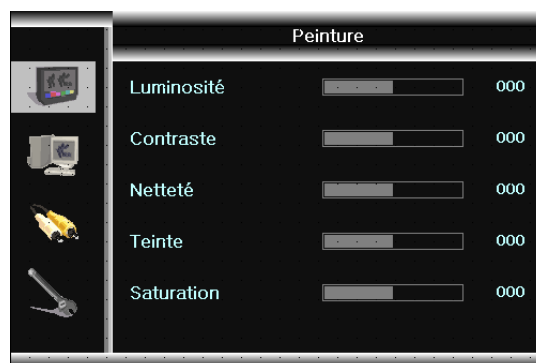 Peinture
Luminosité 000
Contraste 000
Netteté 000
Teinte 000
Saturation 000